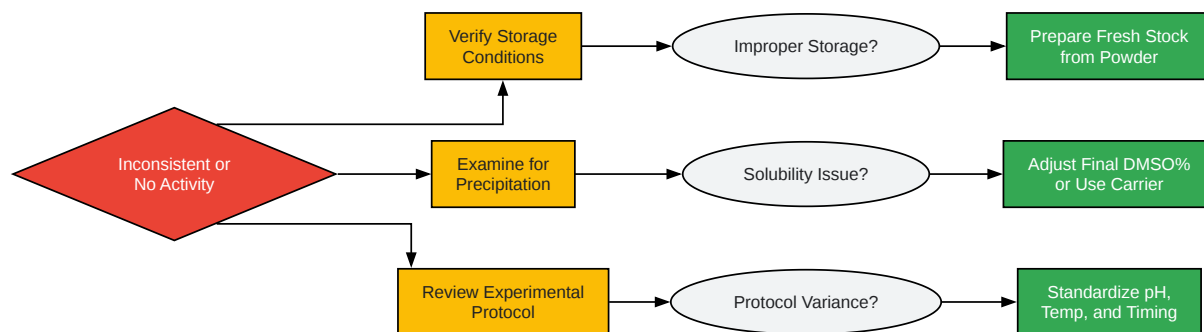 Verify Storage
Conditions
Improper Storage?
Prepare Fresh Stock
from Powder
Inconsistent or
No Activity
Examine for
Precipitation
Solubility Issue?
Adjust Final DMSO%
or Use Carrier
Review Experimental
Protocol
Protocol Variance?
Standardize pH,
Temp, and Timing